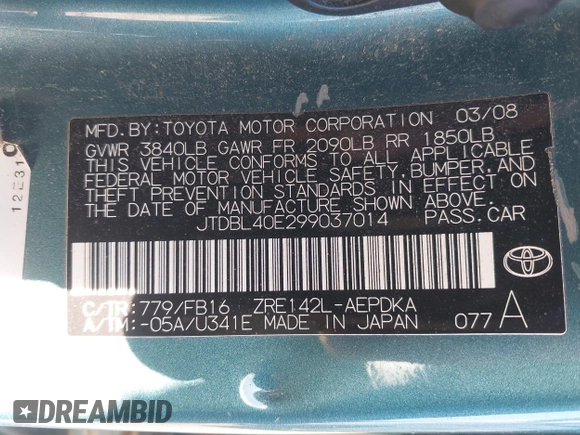 MFD. BY: TOYOTA MOTOR CORPORATION 03/08
GVWR 3840LB GAWR FR 2090LB RR 1850LB
THIS VEHICLE CONFORMS TO ALL APPLICABLE
FEDERAL MOTOR VEHICLE SAFETY, BUMPER, AND
THEFT PREVENTION STANDARDS IN EFFECT ON
THE DATE OF MANUFACTURE SHOWN ABOVE.
JTDBL40E299037014 PASS. CAR
C/TR: 779/FB16 ZRE142L-AEPDKA
A/TM: -05A/U341E MADE IN JAPAN 077 A
12E31
DREAMBID